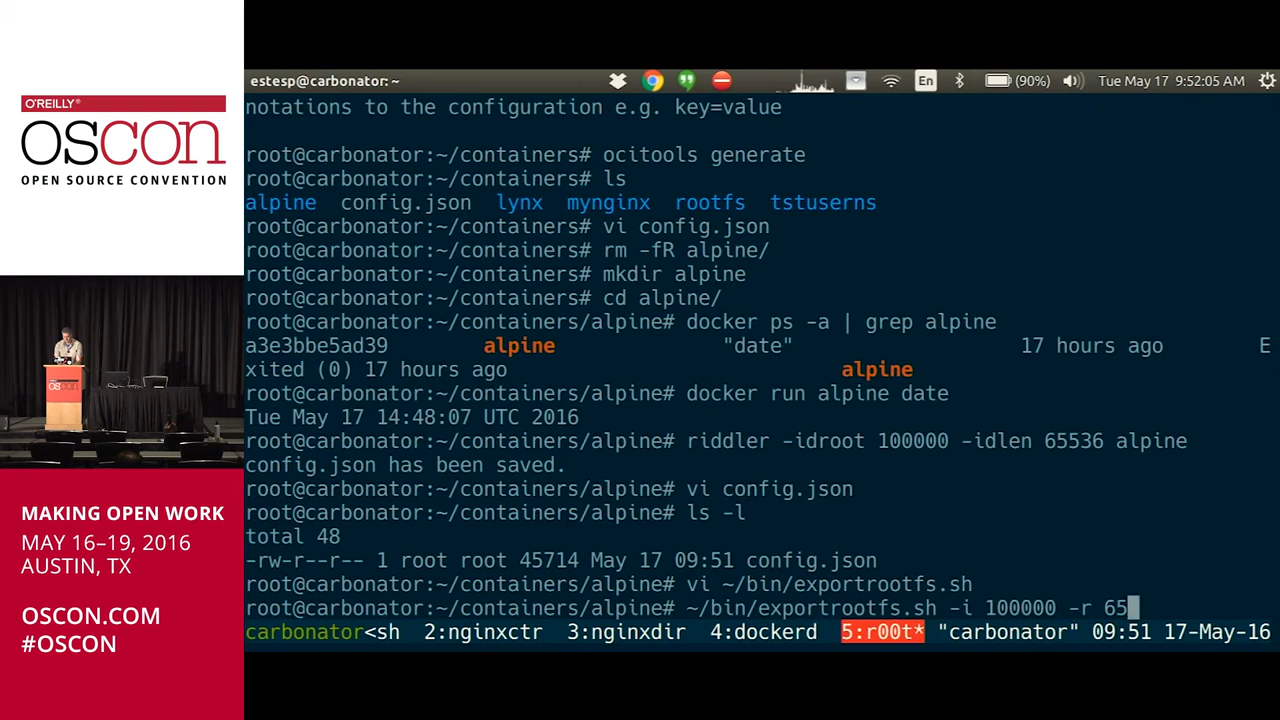 O'REILLY®
OSCON
OPEN SOURCE CONVENTION
MAKING OPEN WORK
MAY 16–19, 2016
AUSTIN, TX
OSCON.COM
#OSCON
estesp@carbonator: ~
En
(90%)
Tue May 17 9:52:05 AM
notations to the configuration e.g. key=value
root@carbonator:~/containers# ocitools generate
root@carbonator:~/containers# ls
alpine config.json lynx mynginx rootfs tstuserns
root@carbonator:~/containers# vi config.json
root@carbonator:~/containers# rm -fR alpine/
root@carbonator:~/containers# mkdir alpine
root@carbonator:~/containers# cd alpine/
root@carbonator:~/containers/alpine# docker ps -a | grep alpine
a3e3bbe5ad39 alpine "date" 17 hours ago E
xited (0) 17 hours ago alpine
root@carbonator:~/containers/alpine# docker run alpine date
Tue May 17 14:48:07 UTC 2016
root@carbonator:~/containers/alpine# riddler -idroot 100000 -idlen 65536 alpine
config.json has been saved.
root@carbonator:~/containers/alpine# vi config.json
root@carbonator:~/containers/alpine# ls -l
total 48
-rw-r--r-- 1 root root 45714 May 17 09:51 config.json
root@carbonator:~/containers/alpine# vi ~/bin/exportrootfs.sh
root@carbonator:~/containers/alpine# ~/bin/exportrootfs.sh -i 100000 -r 65
carbonator<sh 2:nginxctr 3:nginxdir 4:dockerd 5:r00t* "carbonator" 09:51 17-May-16